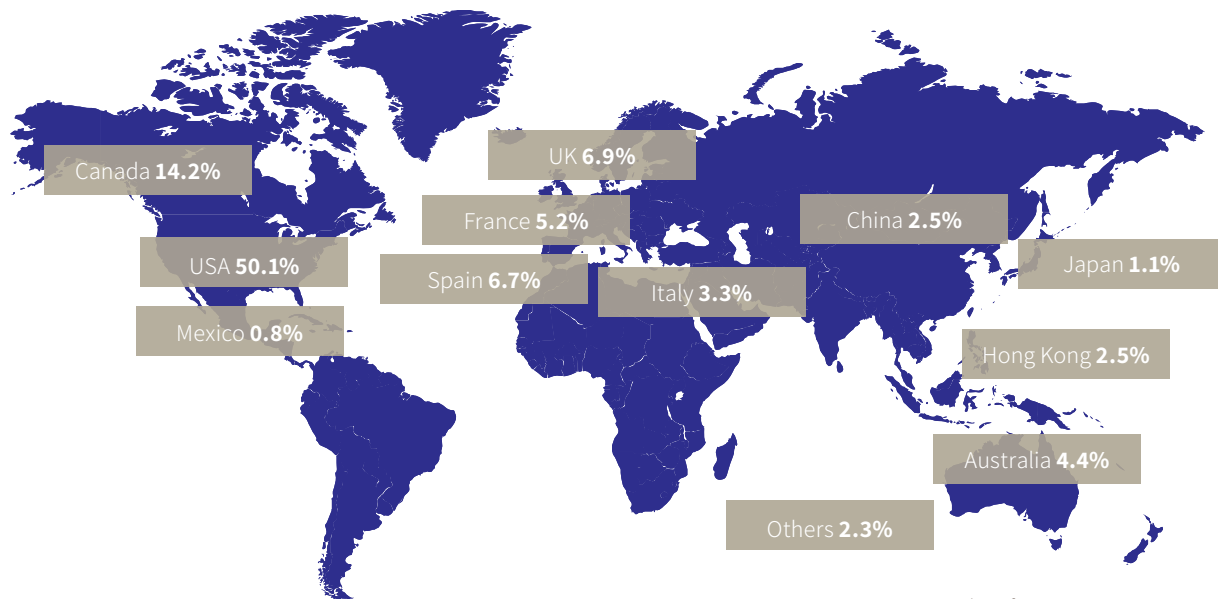 UK 6.9%
Canada 14.2%
France 5.2%
China 2.5%
USA 50.1%
Japan 1.1%
Spain 6.7%
Italy 3.3%
Mexico 0.8%
Hong Kong 2.5%
Australia 4.4%
Others 2.3%